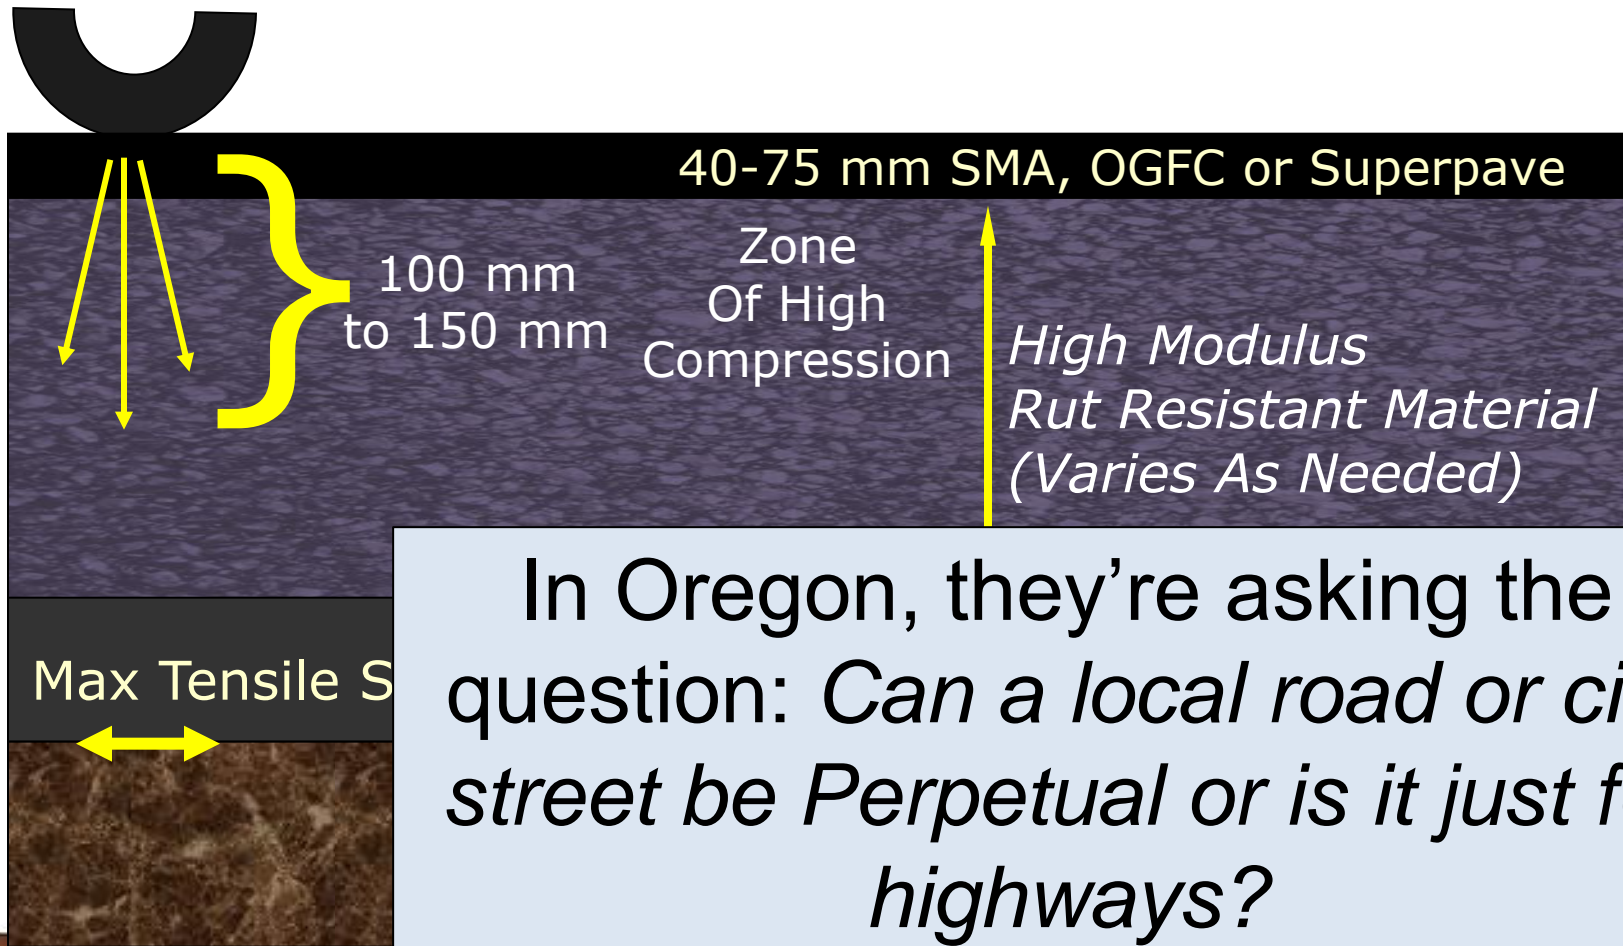 40-75 mm SMA, OGFC or Superpave
100 mm
to 150 mm
Zone
Of High
Compression
High Modulus
Rut Resistant Material
(Varies As Needed)
Max Tensile
In Oregon, they’re asking the
question: Can a local road or
street be Perpetual or is it just
highways?